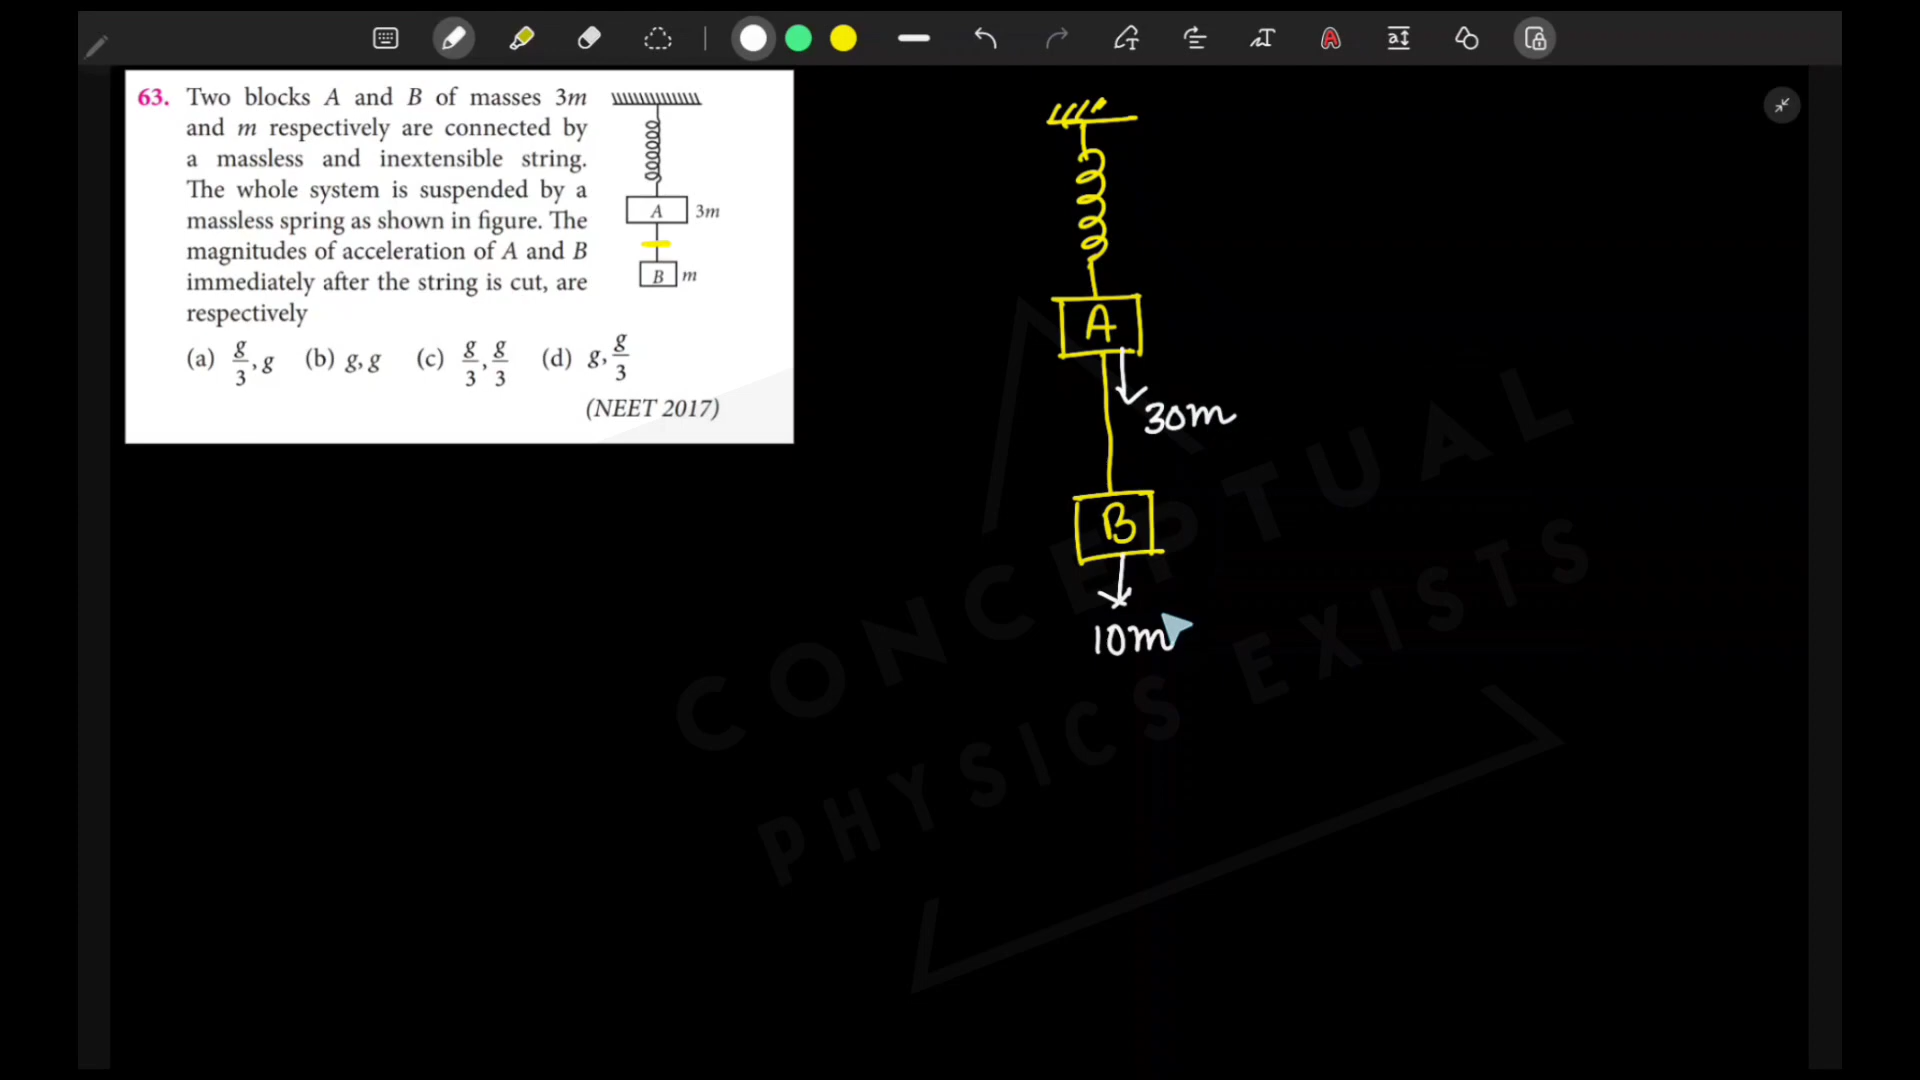 63. Two blocks A and B of masses 3m
and m respectively are connected by
a massless and inextensible string.
The whole system is suspended by a
massless spring as shown in figure. The
magnitudes of acceleration of A and B
immediately after the string is cut, are
respectively
(a) g/3, g (b) g, g (c) g/3, g/3 (d) g, g/3
(NEET 2017)
A 3m
B m
A
30m
B
10m
CONCEPTUAL
PHYSICS EXISTS